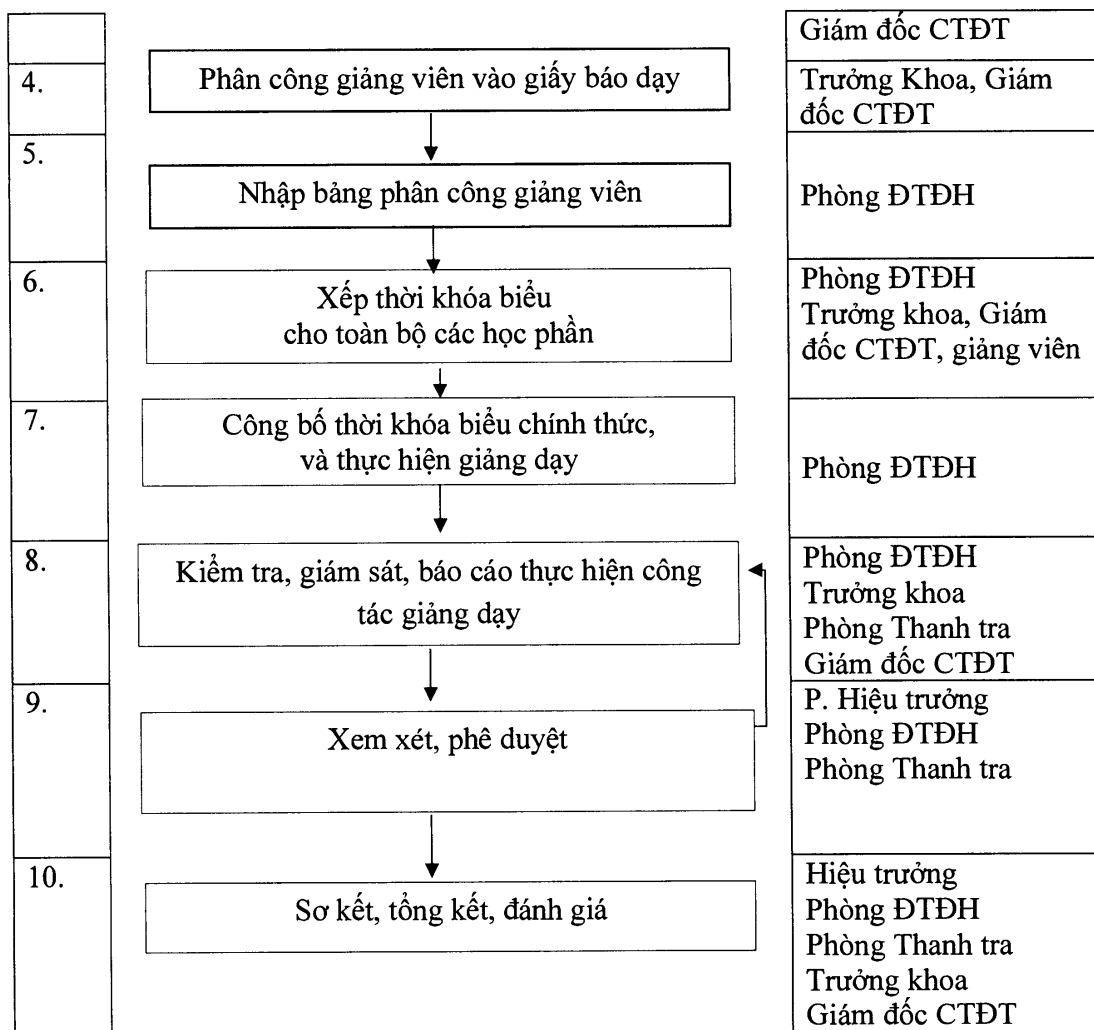 Giám đốc CTĐT
4.
Phân công giảng viên vào giấy báo dạy
Trưởng Khoa, Giám
đốc CTĐT
5.
Nhập bảng phân công giảng viên
Phòng ĐTĐH
6.
Xếp thời khóa biểu
cho toàn bộ các học phần
Phòng ĐTĐH
Trưởng khoa, Giám
đốc CTĐT, giảng viên
7.
Công bố thời khóa biểu chính thức,
và thực hiện giảng dạy
Phòng ĐTĐH
8.
Kiểm tra, giám sát, báo cáo thực hiện công
tác giảng dạy
Phòng ĐTĐH
Trưởng khoa
Phòng Thanh tra
Giám đốc CTĐT
9.
Xem xét, phê duyệt
P. Hiệu trưởng
Phòng ĐTĐH
Phòng Thanh tra
10.
Sơ kết, tổng kết, đánh giá
Hiệu trưởng
Phòng ĐTĐH
Phòng Thanh tra
Trưởng khoa
Giám đốc CTĐT